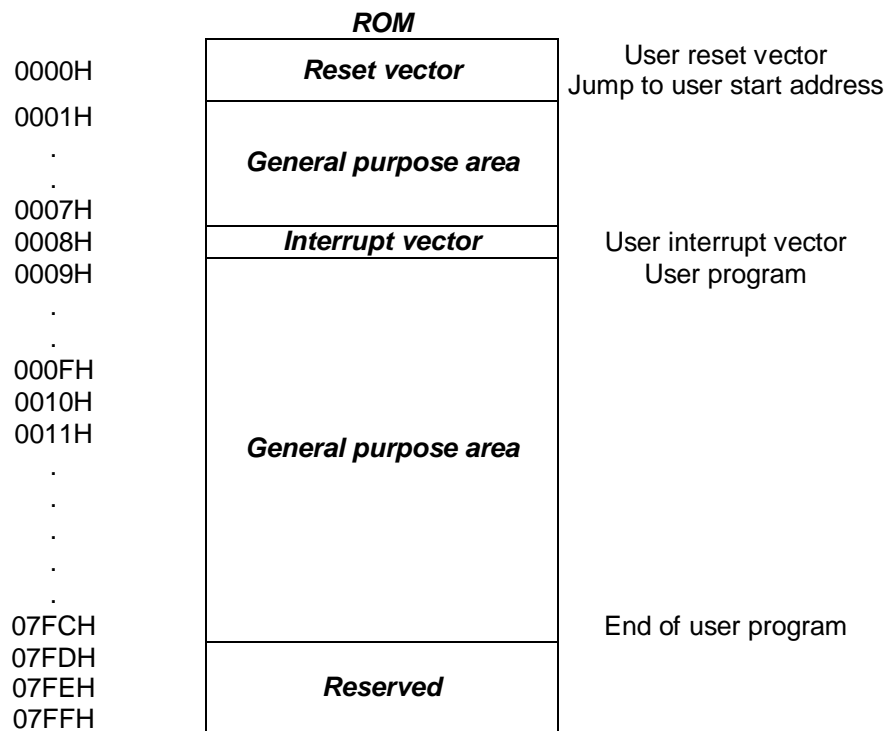 ROM
0000H Reset vector User reset vector
Jump to user start address
0001H
.
General purpose area
.
0007H
0008H Interrupt vector User interrupt vector
0009H User program
.
.
000FH
0010H
0011H General purpose area
.
.
.
.
.
07FCH End of user program
07FDH
07FEH Reserved
07FFH